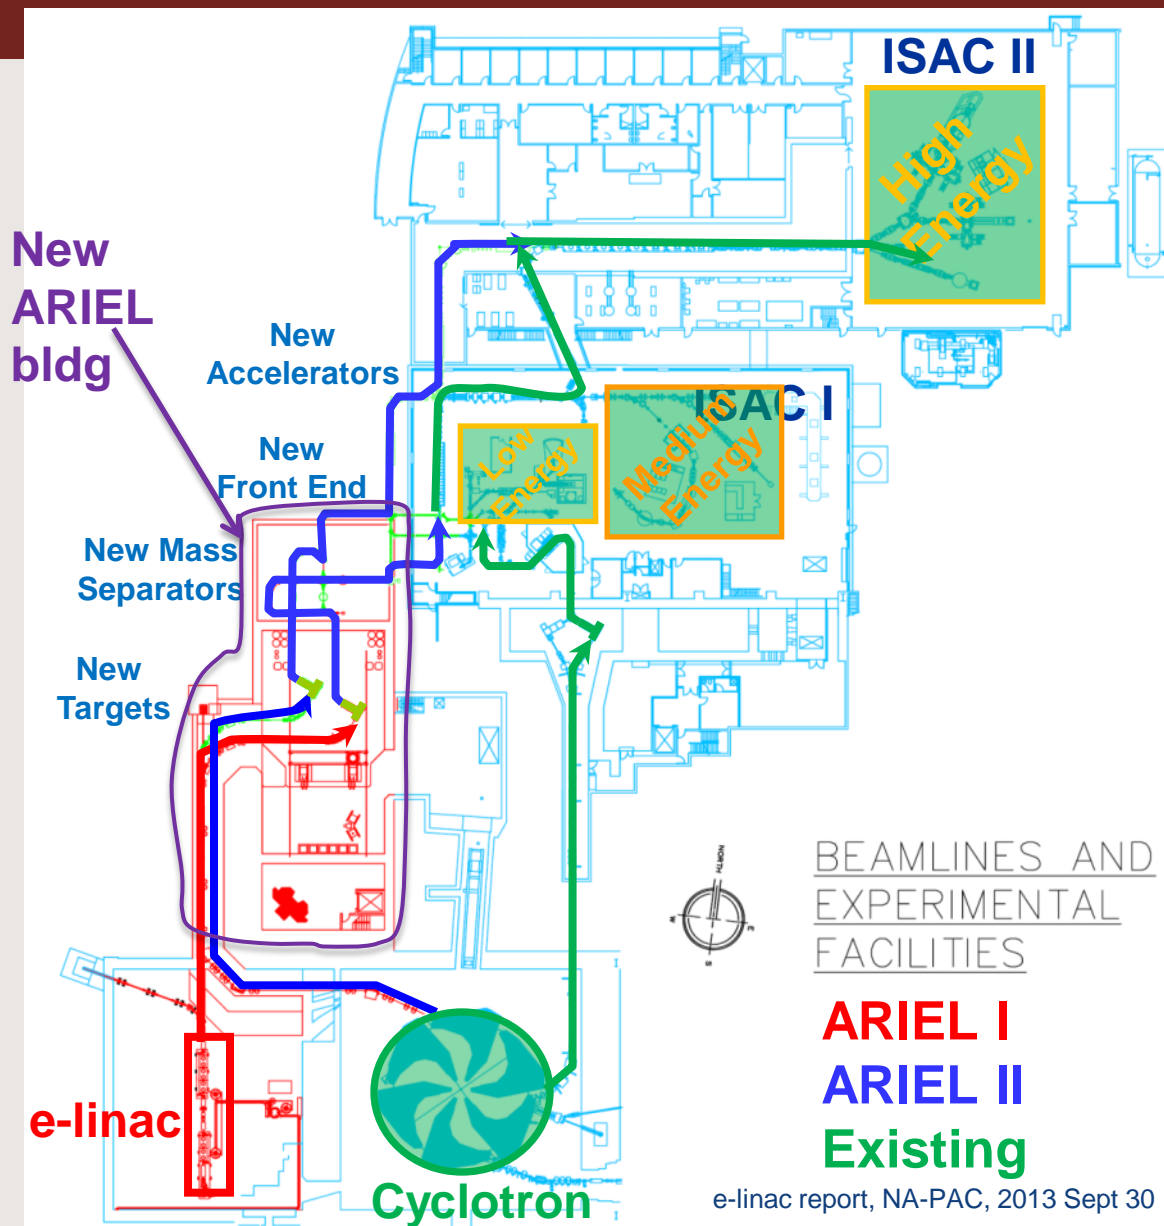 ISAC II
High
Energy
New
ARIEL
bldg
New
Accelerators
ISAC I
Low
Energy
Medium
Energy
New
Front End
New Mass
Separators
New
Targets
NORTH
W
E
S
BEAMLINES AND
EXPERIMENTAL
FACILITIES
ARIEL I
ARIEL II
Existing
e-linac
Cyclotron
e-linac report, NA-PAC, 2013 Sept 30